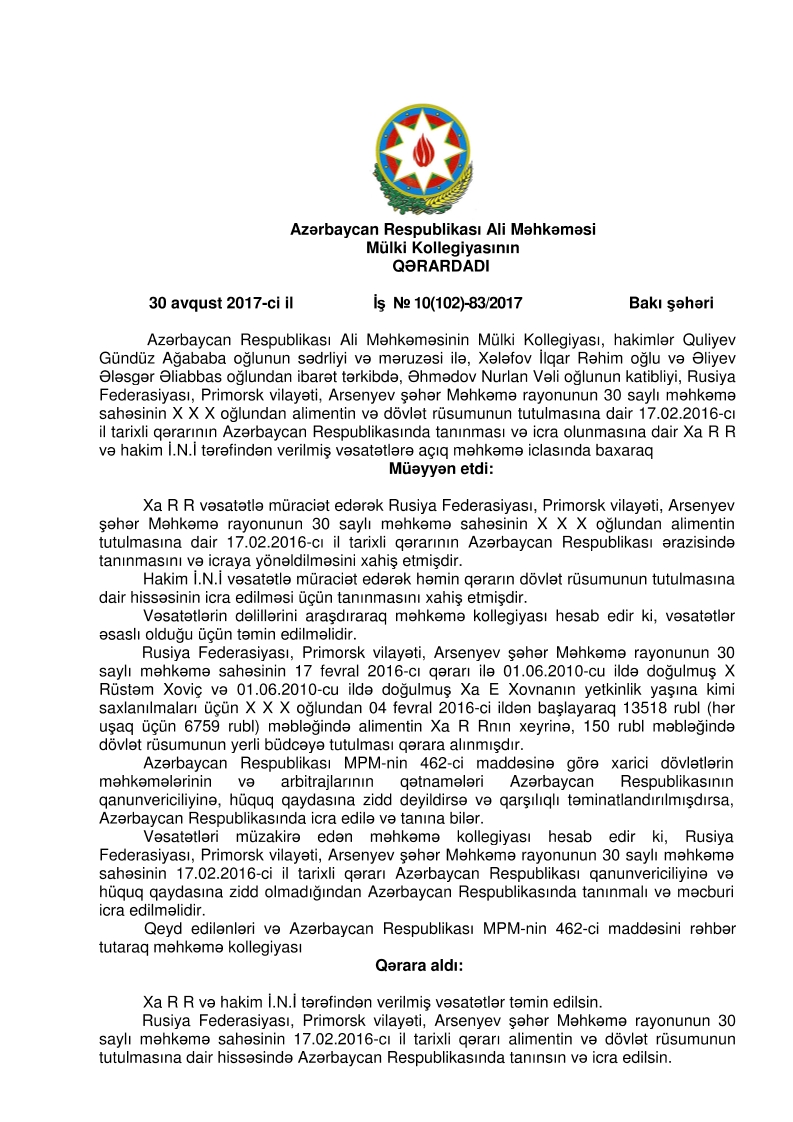 Azərbaycan Respublikası Ali Məhkəməsi
Mülki Kollegiyasının
QƏRARDADI
30 avqust 2017-ci il İş № 10(102)-83/2017 Bakı şəhəri
Azərbaycan Respublikası Ali Məhkəməsinin Mülki Kollegiyası, hakimlər Quliyev
Gündüz Ağababa oğlunun sədrliyi və məruzəsi ilə, Xələfov İlqar Rəhim oğlu və Əliyev
Ələsgər Əliabbas oğlundan ibarət tərkibdə, Əhmədov Nurlan Vəli oğlunun katibliyi, Rusiya
Federasiyası, Primorsk vilayəti, Arsenyev şəhər Məhkəmə rayonunun 30 saylı məhkəmə
sahəsinin X X X oğlundan alimentin və dövlət rüsumunun tutulmasına dair 17.02.2016-cı
il tarixli qərarının Azərbaycan Respublikasında tanınması və icra olunmasına dair Xa R R
və hakim İ.N.İ tərəfindən verilmiş vəsatətlərə açıq məhkəmə iclasında baxaraq
Müəyyən etdi:
Xa R R vəsatətlə müraciət edərək Rusiya Federasiyası, Primorsk vilayəti, Arsenyev
şəhər Məhkəmə rayonunun 30 saylı məhkəmə sahəsinin X X X oğlundan alimentin
tutulmasına dair 17.02.2016-cı il tarixli qərarının Azərbaycan Respublikası ərazisində
tanınmasını və icraya yönəldilməsini xahiş etmişdir.
Hakim İ.N.İ vəsatətlə müraciət edərək həmin qərarın dövlət rüsumunun tutulmasına
dair hissəsinin icra edilməsi üçün tanınmasını xahiş etmişdir.
Vəsatətlərin dəlillərini araşdıraraq məhkəmə kollegiyası hesab edir ki, vəsatətlər
əsaslı olduğu üçün təmin edilməlidir.
Rusiya Federasiyası, Primorsk vilayəti, Arsenyev şəhər Məhkəmə rayonunun 30
saylı məhkəmə sahəsinin 17 fevral 2016-cı qərarı ilə 01.06.2010-cu ildə doğulmuş X
Rüstəm Xoviç və 01.06.2010-cu ildə doğulmuş Xa E Xovnanın yetkinlik yaşına kimi
saxlanılmaları üçün X X X oğlundan 04 fevral 2016-ci ildən başlayaraq 13518 rubl (hər
uşaq üçün 6759 rubl) məbləğində alimentin Xa R Rnın xeyrinə, 150 rubl məbləğində
dövlət rüsumunun yerli büdcəyə tutulması qərara alınmışdır.
Azərbaycan Respublikası MPM-nin 462-ci maddəsinə görə xarici dövlətlərin
məhkəmələrinin və arbitrajlarının qətnamələri Azərbaycan Respublikasının
qanunvericiliyinə, hüquq qaydasına zidd deyildirsə və qarşılıqlı təminatlandırılmışdırsa,
Azərbaycan Respublikasında icra edilə və tanına bilər.
Vəsatətləri müzakirə edən məhkəmə kollegiyası hesab edir ki, Rusiya
Federasiyası, Primorsk vilayəti, Arsenyev şəhər Məhkəmə rayonunun 30 saylı məhkəmə
sahəsinin 17.02.2016-ci il tarixli qərarı Azərbaycan Respublikası qanunvericiliyinə və
hüquq qaydasına zidd olmadığından Azərbaycan Respublikasında tanınmalı və məcburi
icra edilməlidir.
Qeyd edilənləri və Azərbaycan Respublikası MPM-nin 462-ci maddəsini rəhbər
tutaraq məhkəmə kollegiyası
Qərara aldı:
Xa R R və hakim İ.N.İ tərəfindən verilmiş vəsatətlər təmin edilsin.
Rusiya Federasiyası, Primorsk vilayəti, Arsenyev şəhər Məhkəmə rayonunun 30
saylı məhkəmə sahəsinin 17.02.2016-cı il tarixli qərarı alimentin və dövlət rüsumunun
tutulmasına dair hissəsində Azərbaycan Respublikasında tanınsın və icra edilsin.